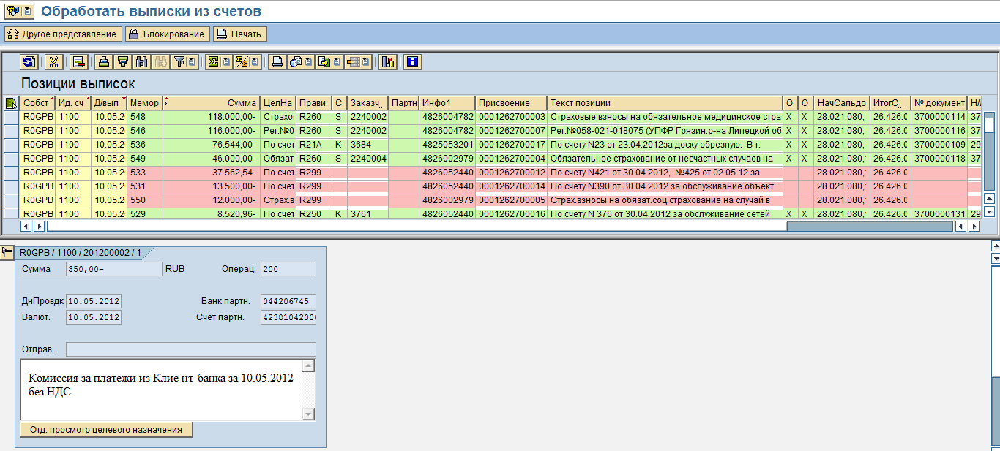 Обработать выписки из счетов
Другое представление Блокирование Печать
Позиции выписок
Собст Ид. сч Д/вып Мемор Σ Сумма ЦелНа Прави С Заказч... Партн Инфо1 Присвоение Текст позиции О О НачСальдо ИтогС... № документ Н/Д
R0GPB 1100 10.05.2 548 118.000,00- Страхо R260 S 2240002 4826004782 0001262700003 Страховые взносы на обязательное медицинское стра X X 28.021.080, 26.426.0 3700000114 37
R0GPB 1100 10.05.2 546 116.000,00- Рег.№0 R260 S 2240002 4826004782 0001262700007 Рег.№058-021-018075 (УПФР Грязин.р-на Липецкой об X X 28.021.080, 26.426.0 3700000116 37
R0GPB 1100 10.05.2 536 76.544,00- По счет R21A K 3684 4825053201 0001262700017 По счету N23 от 23.04.2012за доску обрезную. В т. X X 28.021.080, 26.426.0 3700000109 29
R0GPB 1100 10.05.2 549 46.000,00- Обязат R260 S 2240004 4826002979 0001262700004 Обязательное страхование от несчастных случаев на X X 28.021.080, 26.426.0 3700000118 37
R0GPB 1100 10.05.2 533 37.562,54- По счет R299 4826052440 0001262700012 По счету N421 от 30.04.2012, №425 от 02.05.12 за 28.021.080, 26.426.0
R0GPB 1100 10.05.2 531 13.500,00- По счет R299 4826052440 0001262700014 По счету N390 от 30.04.2012 за обслуживание объект 28.021.080, 26.426.0
R0GPB 1100 10.05.2 550 12.000,00- Страх.в R299 4826002979 0001262700005 Страх.взносы на обязат.соц.страхование на случай в 28.021.080, 26.426.0
R0GPB 1100 10.05.2 529 8.520,96- По счет R250 K 3761 4826052440 0001262700016 По счету N 376 от 30.04.2012 за обслуживание сетей X X 28.021.080, 26.426.0 3700000131 29
R0GPB / 1100 / 201200002 / 1
Сумма 350,00- RUB Операц. 200
ДнПровдк 10.05.2012 Банк партн. 044206745
Валют. 10.05.2012 Счет партн. 4238104200
Отправ.
Комиссия за платежи из Клие нт-банка за 10.05.2012
без НДС
Отд. просмотр целевого назначения